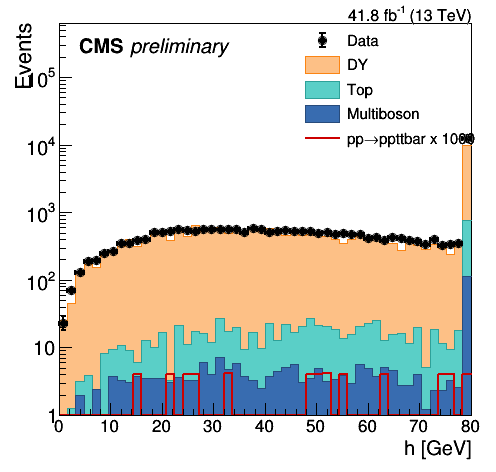 41.8 fb⁻¹ (13 TeV)
CMS preliminary
Data
DY
Top
Multiboson
pp→ppttbar x 1000
Events
10⁵
10⁴
10³
10²
10
1
0 10 20 30 40 50 60 70 80
h [GeV]